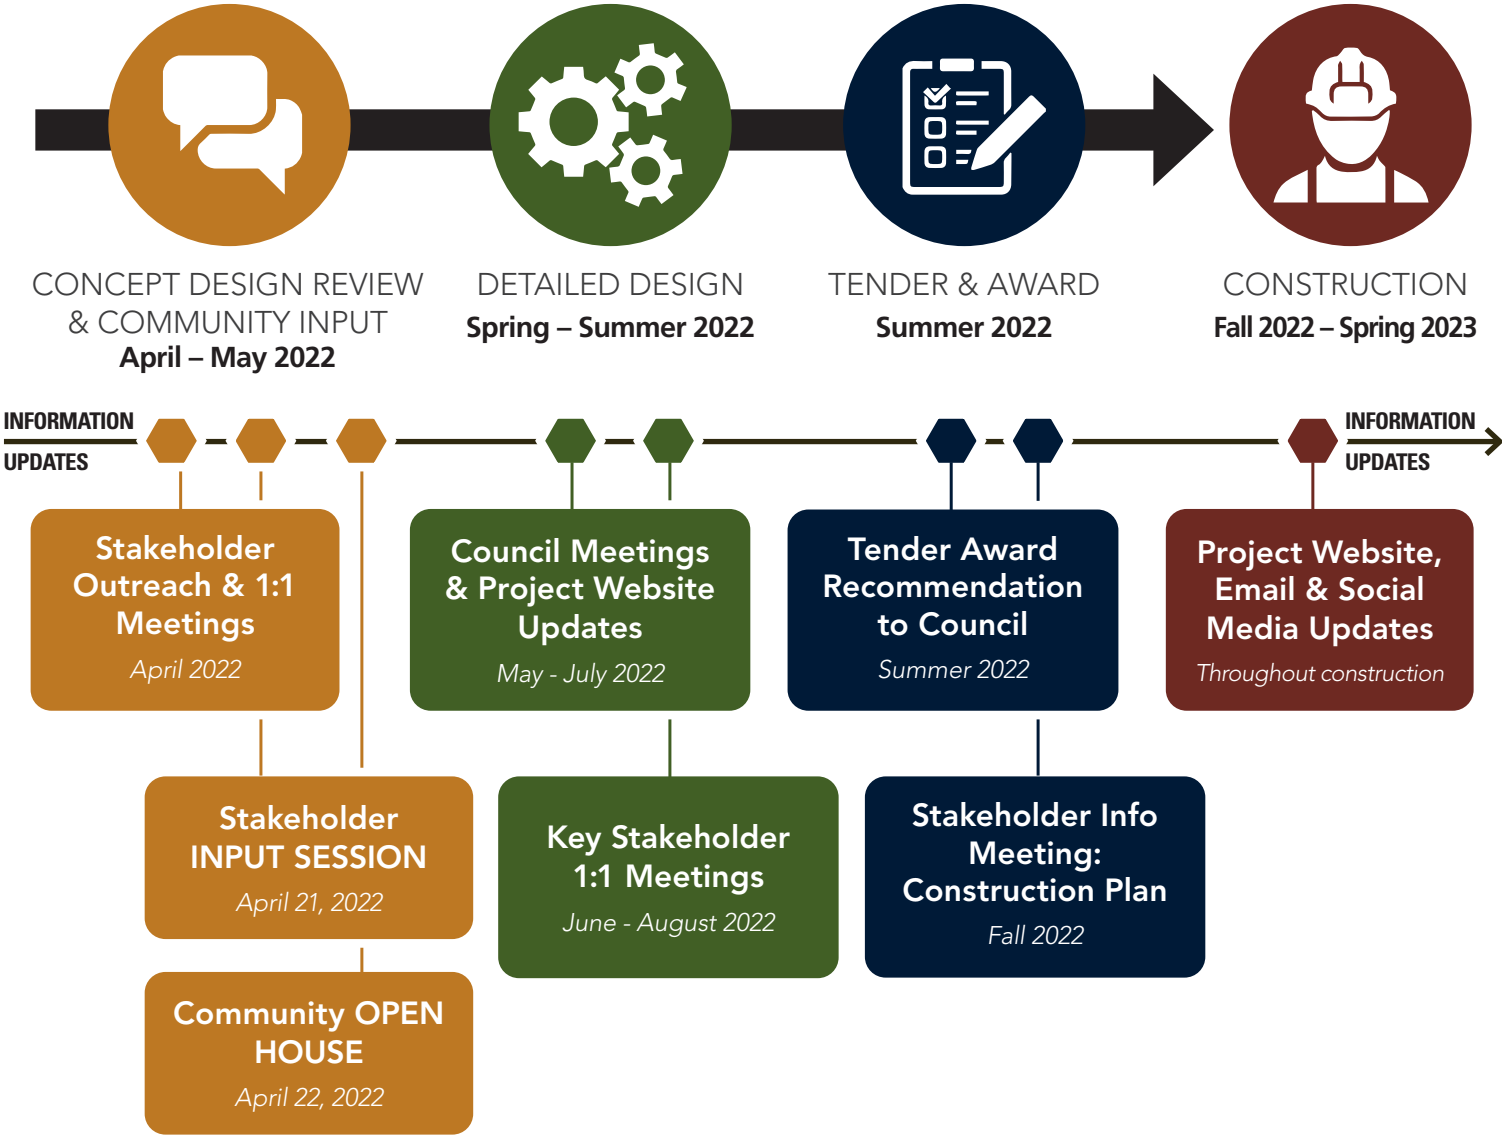 CONCEPT DESIGN REVIEW
& COMMUNITY INPUT
April – May 2022
DETAILED DESIGN
Spring – Summer 2022
TENDER & AWARD
Summer 2022
CONSTRUCTION
Fall 2022 – Spring 2023
INFORMATION
UPDATES
INFORMATION
UPDATES
Stakeholder
Outreach & 1:1
Meetings
April 2022
Council Meetings
& Project Website
Updates
May - July 2022
Tender Award
Recommendation
to Council
Summer 2022
Project Website,
Email & Social
Media Updates
Throughout construction
Stakeholder
INPUT SESSION
April 21, 2022
Key Stakeholder
1:1 Meetings
June - August 2022
Stakeholder Info
Meeting:
Construction Plan
Fall 2022
Community OPEN
HOUSE
April 22, 2022